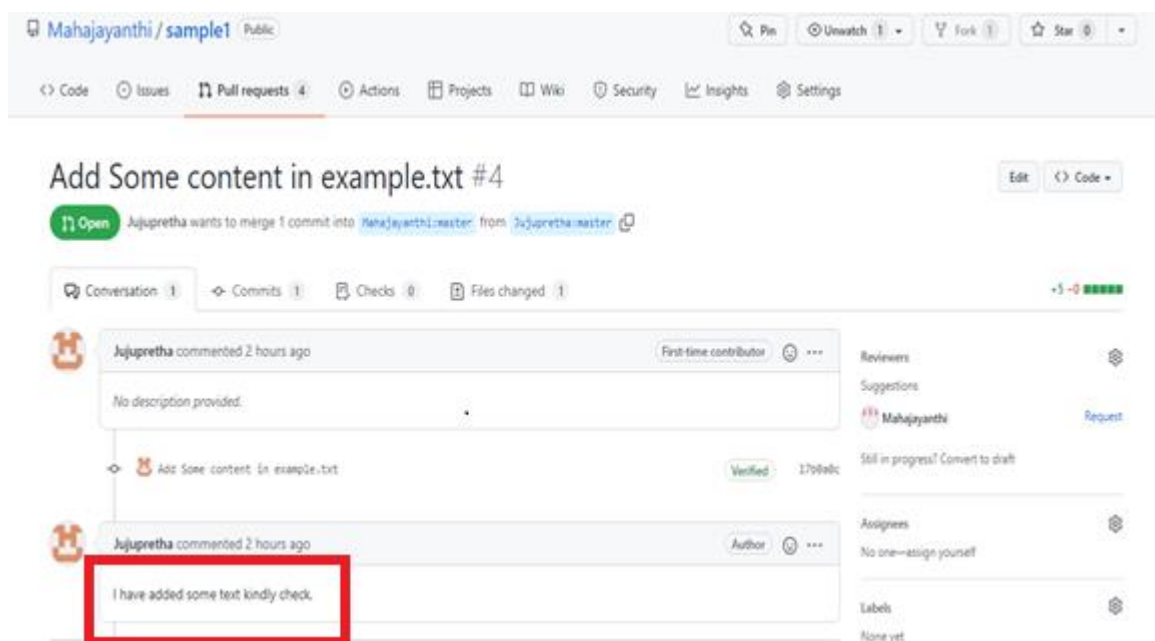 Mahajayanthi / sample1 Public
Pin Unwatch 1 Fork 1 Star 0
<> Code Issues Pull requests 4 Actions Projects Wiki Security Insights Settings
Add Some content in example.txt #4
Edit <> Code
Open Jujupretha wants to merge 1 commit into Mahajayanthi:master from Jujupretha:master
Conversation 1 Commits 1 Checks 0 Files changed 1 +5 -0
Jujupretha commented 2 hours ago First-time contributor ...
No description provided.
Add Some content in example.txt Verified
Jujupretha commented 2 hours ago Author ...
I have added some text kindly check.
Reviewers
Suggestions
Mahajayanthi Request
Still in progress? Convert to draft
Assignees
No one—assign yourself
Labels
None yet